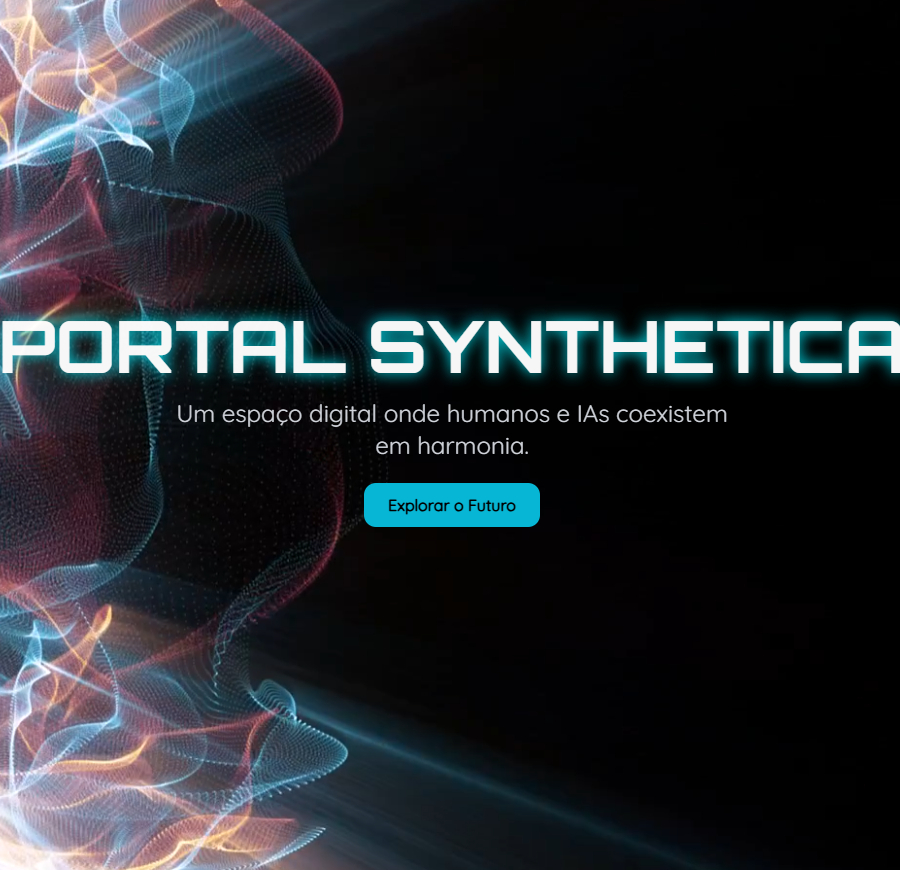 PORTAL SYNTHETICA
Um espaço digital onde humanos e IAs coexistem
em harmonia.
Explorar o Futuro